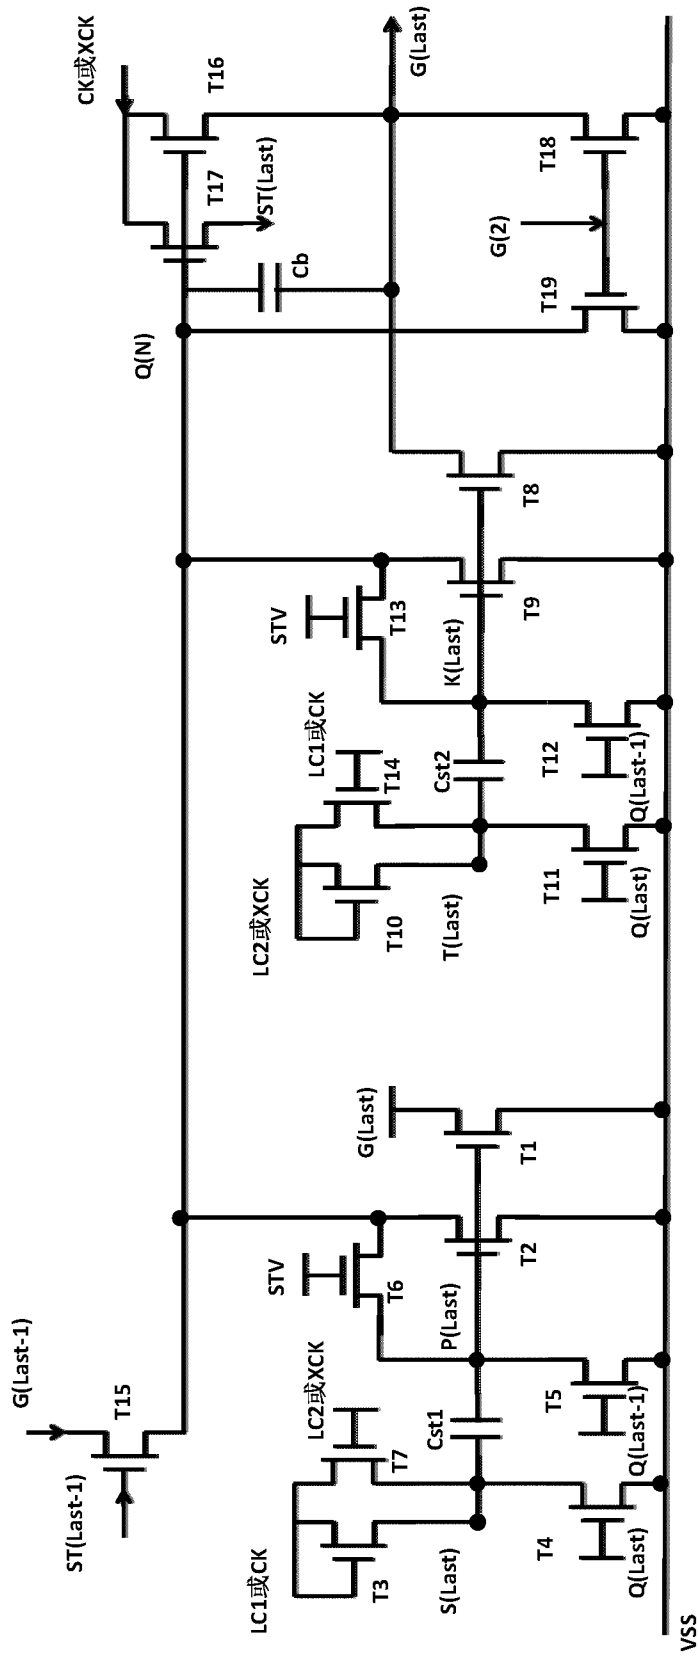 G(Last-1)
ST(Last-1)
T15
LC1或CK
T3
S(Last)
T4
Q(Last)
LC2或XCK
T7
Cst1
T5
Q(Last-1)
STV
T6
P(Last)
T2
G(Last)
T1
VSS
LC2或XCK
T10
T(Last)
T11
Q(Last)
LC1或CK
T14
Cst2
T12
Q(Last-1)
STV
T13
K(Last)
T9
T8
Q(N)
Cb
T19
G(2)
T18
ST(Last)
T17
T16
CK或XCK
G(Last)